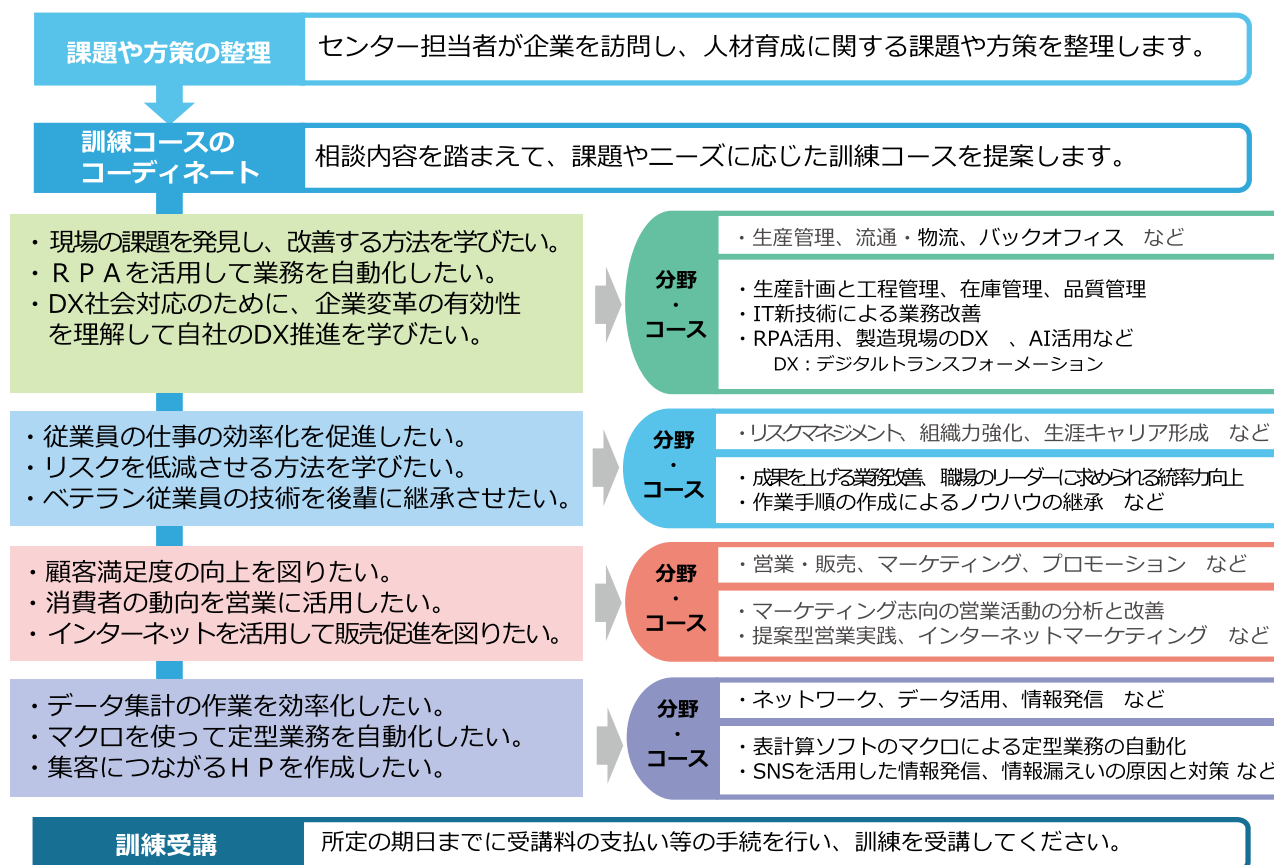 課題や方策の整理
センター担当者が企業を訪問し、人材育成に関する課題や方策を整理します。
訓練コースの
コーディネート
相談内容を踏まえて、課題やニーズに応じた訓練コースを提案します。
・現場の課題を発見し、改善する方法を学びたい。
・ＲＰＡを活用して業務を自動化したい。
・DX社会対応のために、企業変革の有効性
を理解して自社のDX推進を学びたい。
分野
・
コース
・生産管理、流通・物流、バックオフィス　など
・生産計画と工程管理、在庫管理、品質管理
・IT新技術による業務改善
・RPA活用、製造現場のDX　、AI活用など
DX：デジタルトランスフォーメーション
・従業員の仕事の効率化を促進したい。
・リスクを低減させる方法を学びたい。
・ベテラン従業員の技術を後輩に継承させたい。
分野
・
コース
・リスクマネジメント、組織力強化、生涯キャリア形成　など
・成果を上げる業務改善、職場のリーダーに求められる統率力向上
・作業手順の作成によるノウハウの継承　など
・顧客満足度の向上を図りたい。
・消費者の動向を営業に活用したい。
・インターネットを活用して販売促進を図りたい。
分野
・
コース
・営業・販売、マーケティング、プロモーション　など
・マーケティング志向の営業活動の分析と改善
・提案型営業実践、インターネットマーケティング　など
・データ集計の作業を効率化したい。
・マクロを使って定型業務を自動化したい。
・集客につながるＨＰを作成したい。
分野
・
コース
・ネットワーク、データ活用、情報発信　など
・表計算ソフトのマクロによる定型業務の自動化
・SNSを活用した情報発信、情報漏えいの原因と対策 など
訓練受講
所定の期日までに受講料の支払い等の手続を行い、訓練を受講してください。